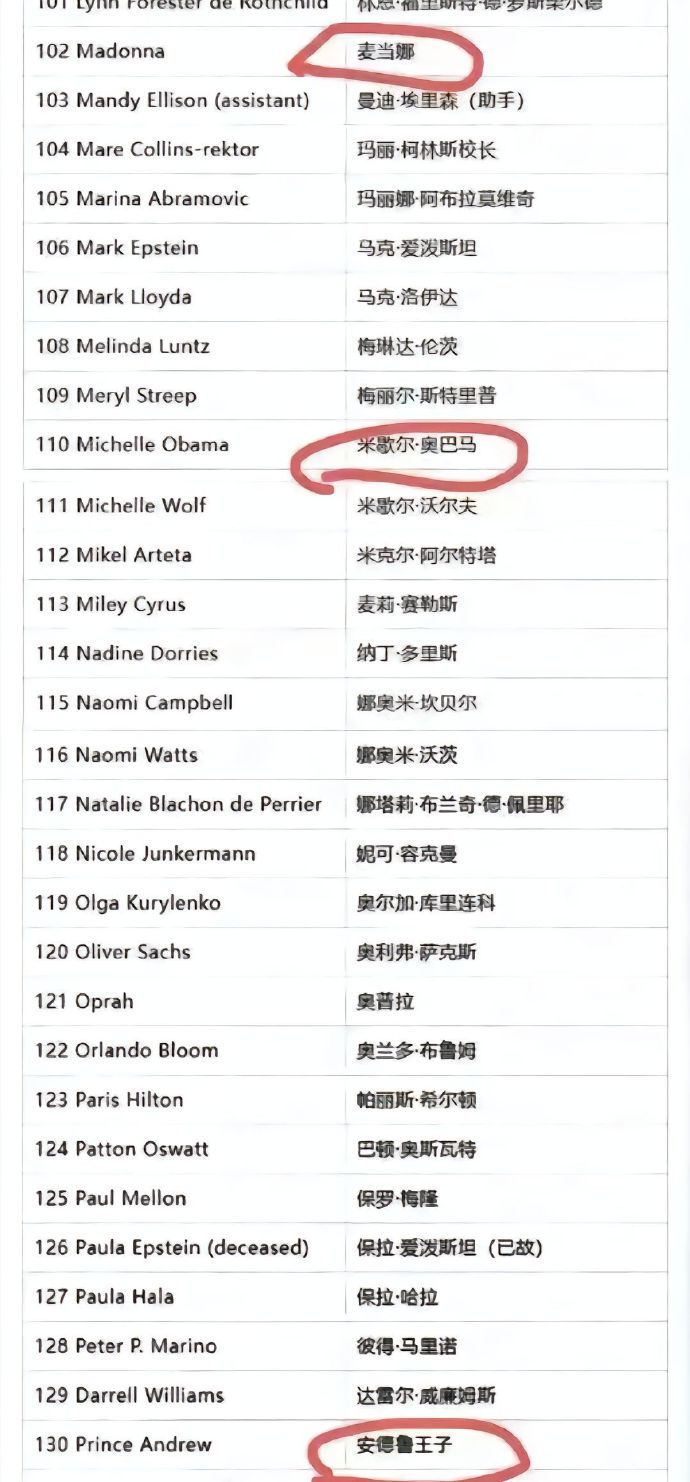 101 Lynn Forester de Rothchild 林恩·福里斯特·德·罗斯柴尔德
102 Madonna 麦当娜
103 Mandy Ellison (assistant) 曼迪·埃里森（助手）
104 Mare Collins-rektor 玛丽·柯林斯校长
105 Marina Abramovic 玛丽娜·阿布拉莫维奇
106 Mark Epstein 马克·爱泼斯坦
107 Mark Lloyda 马克·洛伊达
108 Melinda Luntz 梅琳达·伦茨
109 Meryl Streep 梅丽尔·斯特里普
110 Michelle Obama 米歇尔·奥巴马
111 Michelle Wolf 米歇尔·沃尔夫
112 Mikel Arteta 米克尔·阿尔特塔
113 Miley Cyrus 麦莉·赛勒斯
114 Nadine Dorries 纳丁·多里斯
115 Naomi Campbell 娜奥米·坎贝尔
116 Naomi Watts 娜奥米·沃茨
117 Natalie Blachon de Perrier 娜塔莉·布兰奇·德·佩里耶
118 Nicole Junkermann 妮可·容克曼
119 Olga Kurylenko 奥尔加·库里连科
120 Oliver Sachs 奥利弗·萨克斯
121 Oprah 奥普拉
122 Orlando Bloom 奥兰多·布鲁姆
123 Paris Hilton 帕丽斯·希尔顿
124 Patton Oswatt 巴顿·奥斯瓦特
125 Paul Mellon 保罗·梅隆
126 Paula Epstein (deceased) 保拉·爱泼斯坦（已故）
127 Paula Hala 保拉·哈拉
128 Peter P. Marino 彼得·马里诺
129 Darrell Williams 达雷尔·威廉姆斯
130 Prince Andrew 安德鲁王子